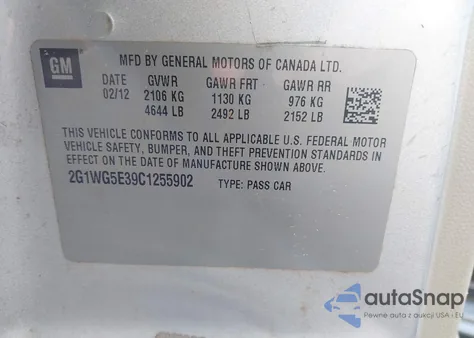 GM
MFD BY GENERAL MOTORS OF CANADA LTD.
DATE GVWR GAWR FRT GAWR RR
02/12 2106 KG 1130 KG 976 KG
4644 LB 2492 LB 2152 LB
THIS VEHICLE CONFORMS TO ALL APPLICABLE U.S. FEDERAL MOTOR
VEHICLE SAFETY, BUMPER, AND THEFT PREVENTION STANDARDS IN
EFFECT ON THE DATE OF MANUFACTURE SHOWN ABOVE.
2G1WG5E39C1255902 TYPE: PASS CAR
autoSnap
Pewne auta z aukcji USA i EU